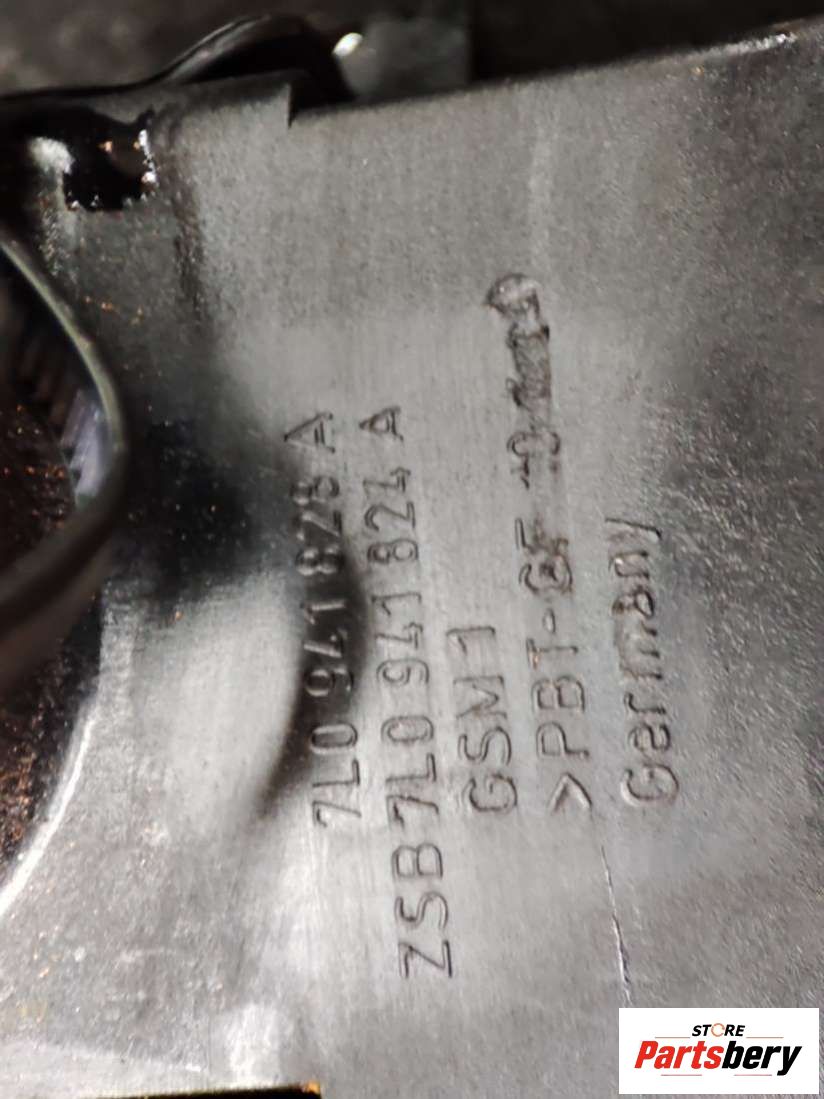 7L0 941 828 A
ZSB 7L0 941 824 A
GSM1
>PBT-GF
Germany
STORE
Partsbery